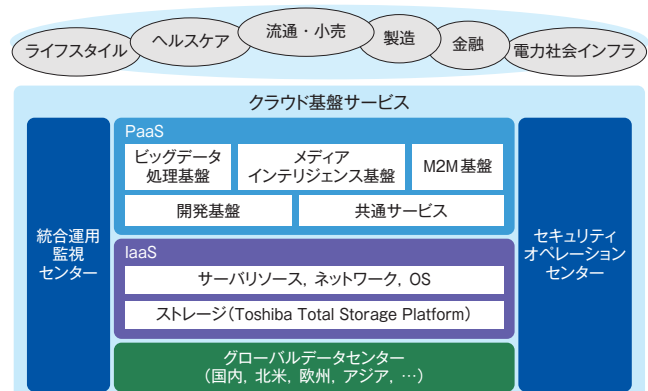 ライフスタイル
ヘルスケア
流通・小売
製造
金融
電力社会インフラ
クラウド基盤サービス
統合運用
監視
センター
PaaS
ビッグデータ
処理基盤
メディア
インテリジェンス基盤
M2M基盤
開発基盤
共通サービス
IaaS
サーバリソース，ネットワーク，OS
ストレージ（Toshiba Total Storage Platform）
グローバルデータセンター
（国内，北米，欧州，アジア，…）
セキュリティ
オペレーション
センター